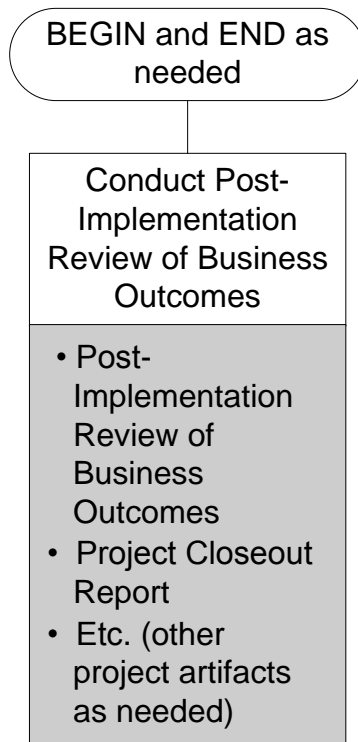 BEGIN and END as
needed
Conduct Post-
Implementation
Review of Business
Outcomes
• Post-
Implementation
Review of
Business
Outcomes
• Project Closeout
Report
• Etc. (other
project artifacts
as needed)